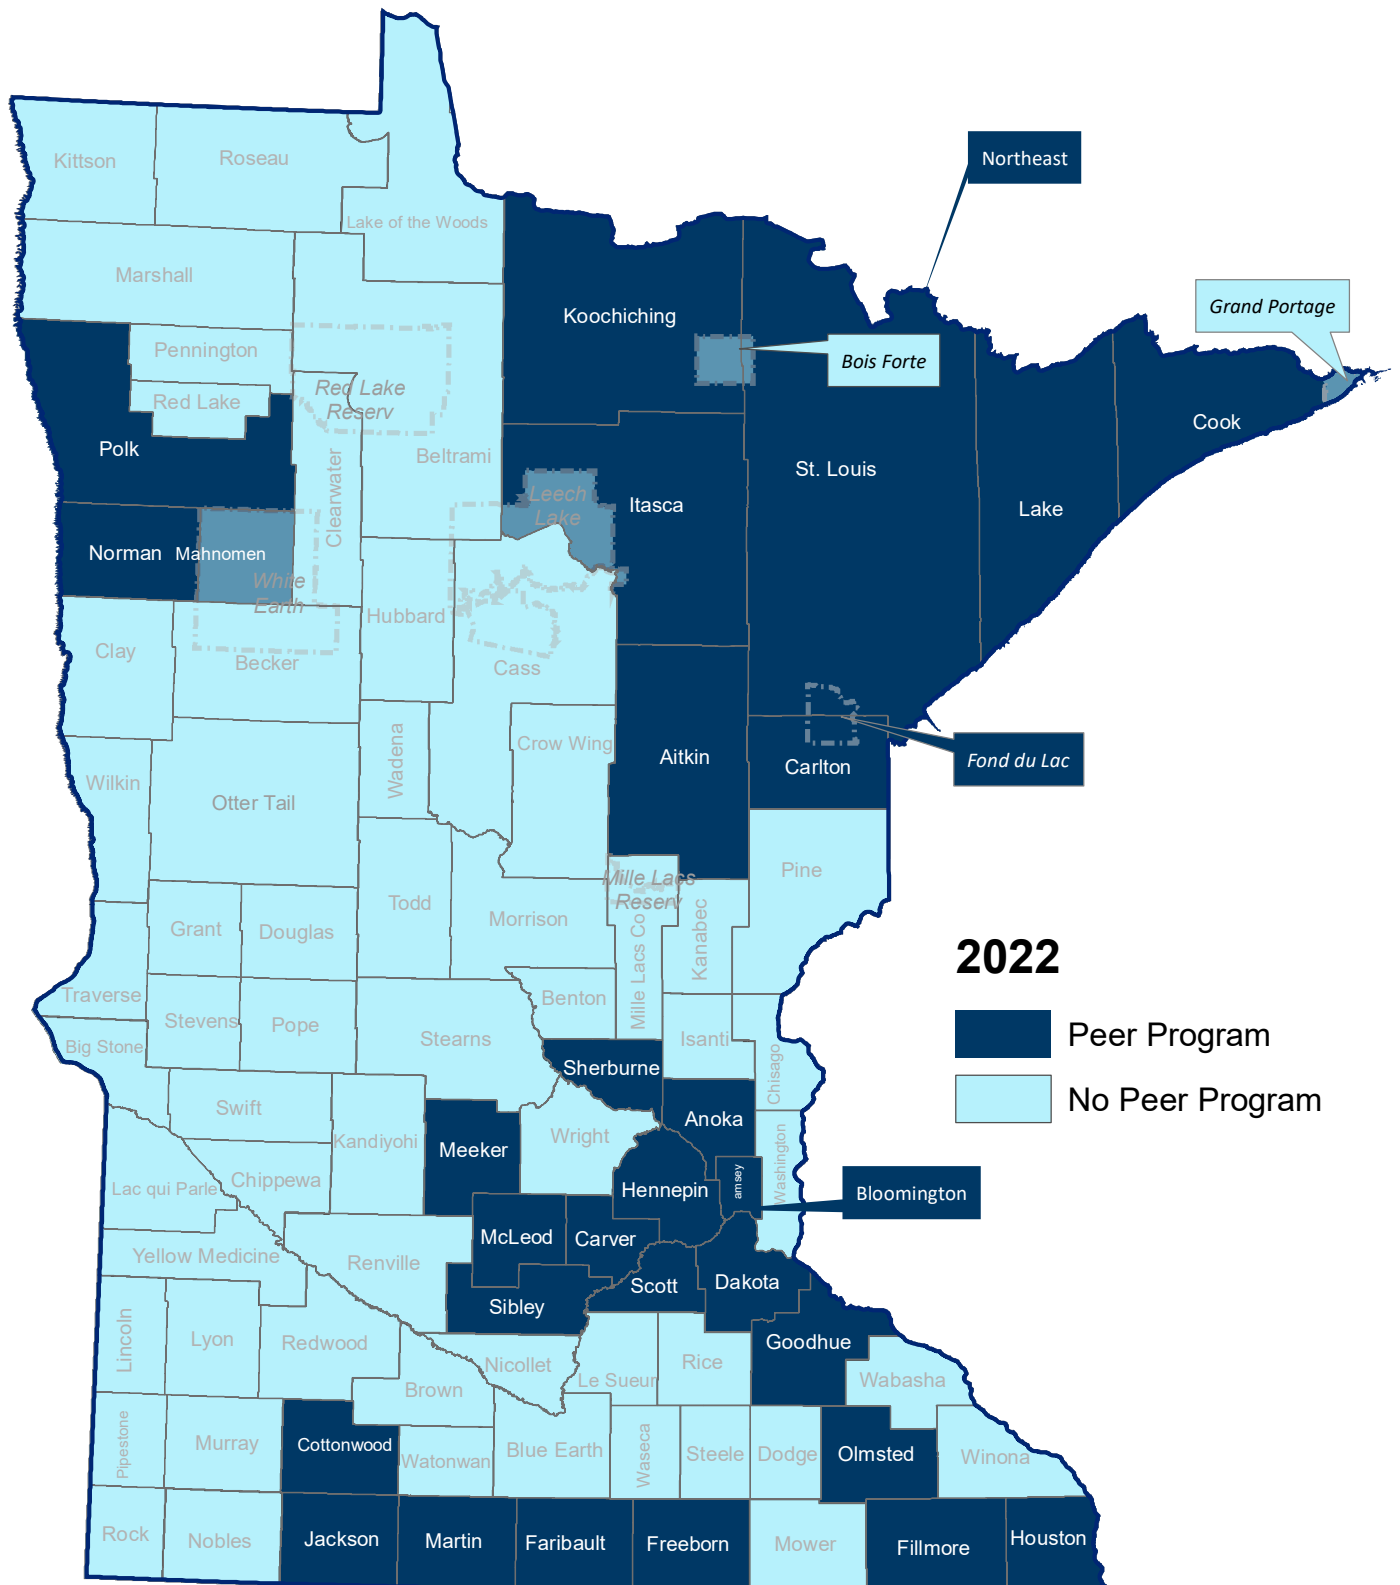 Northeast
Kittson
Roseau
Lake of the Woods
Marshall
Koochiching
Grand Portage
Pennington
Bois Forte
Red Lake
Reserv
Red Lake
Cook
Polk
Beltrami
St. Louis
Clearwater
Leech
Lake
Itasca
Lake
Norman
Mahnomen
White
Earth
Hubbard
Clay
Becker
Cass
Wadena
Crow Wing
Aitkin
Carlton
Fond du Lac
Wilkin
Otter Tail
Pine
Mille Lacs
Reserv
Todd
Morrison
Mille Lacs Co
Kanabec
Grant
Douglas
2022
Traverse
Stevens
Pope
Benton
Big Stone
Stearns
Isanti
Peer Program
Sherburne
Chisago
No Peer Program
Swift
Kandiyohi
Anoka
Meeker
Wright
Washington
Chippewa
Lac qui Parle
Hennepin
amsey
Bloomington
McLeod
Carver
Yellow Medicine
Renville
Scott
Dakota
Sibley
Lincoln
Lyon
Redwood
Goodhue
Nicollet
Rice
Le Sueur
Wabasha
Brown
Pipestone
Murray
Cottonwood
Watonwan
Blue Earth
Waseca
Steele
Dodge
Olmsted
Winona
Rock
Nobles
Jackson
Martin
Faribault
Freeborn
Mower
Fillmore
Houston